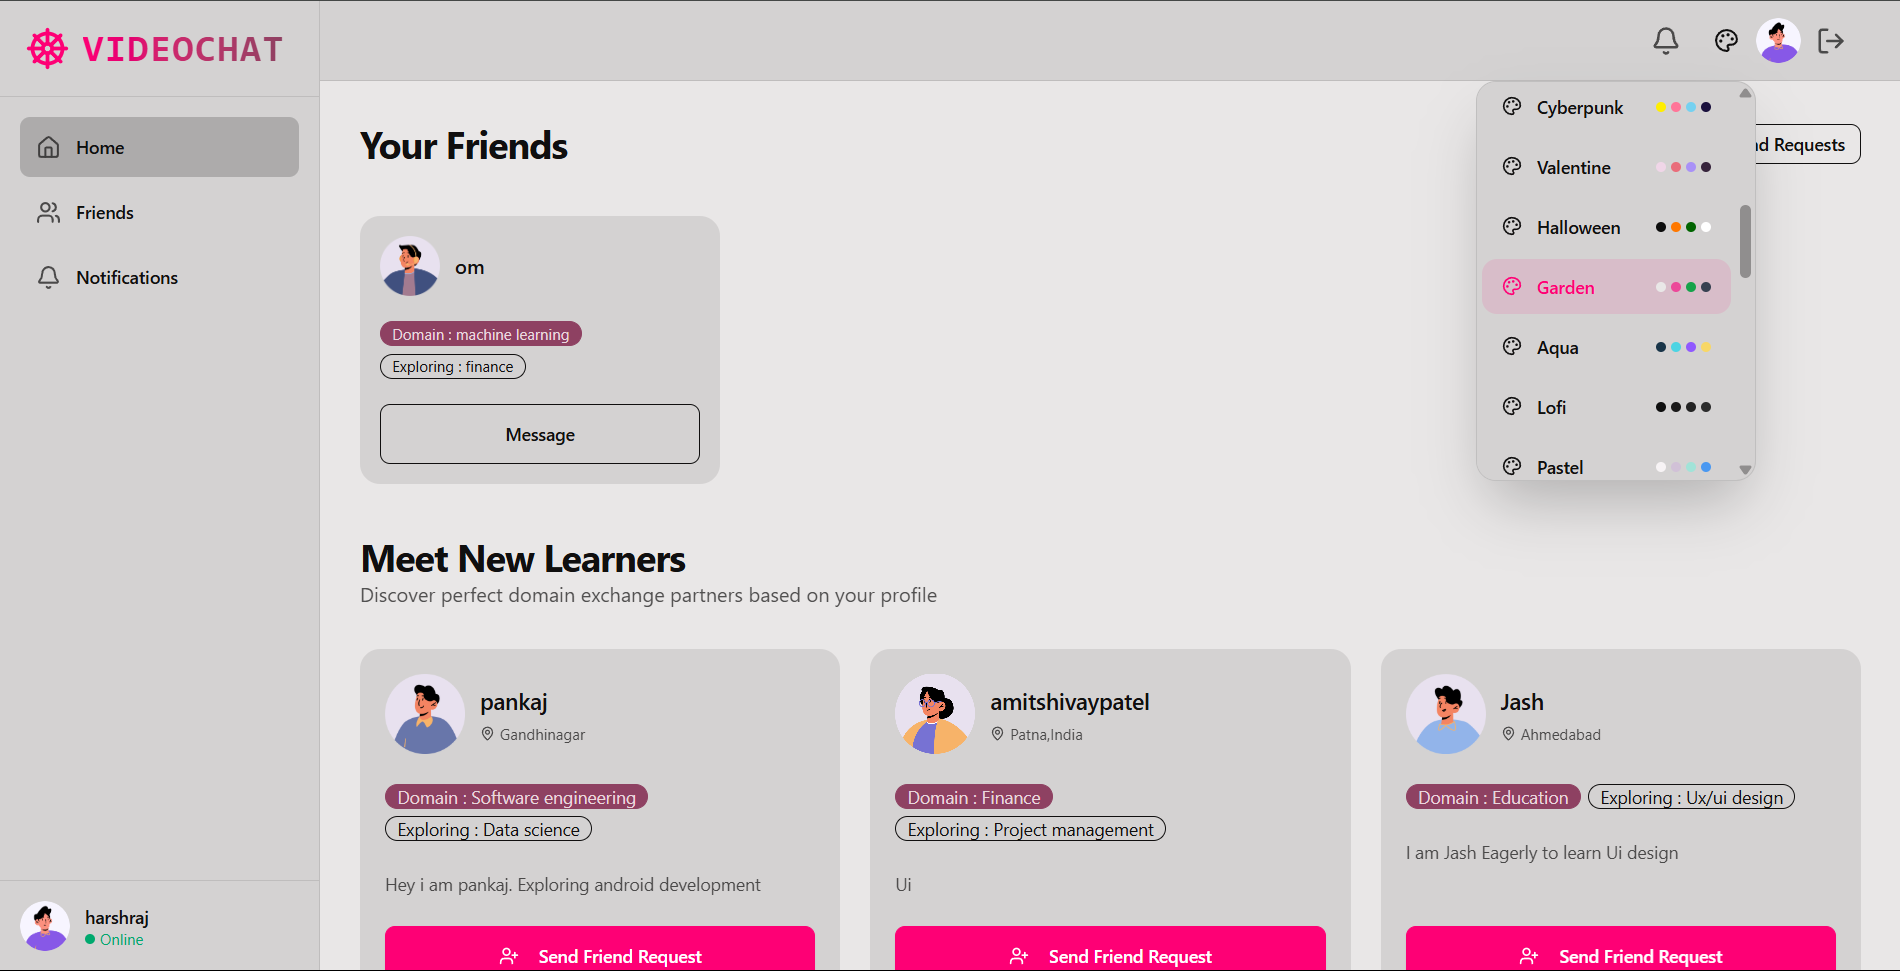 VIDEOCHAT
Home
Friends
Notifications
harshraj
Online
Your Friends
d Requests
om
Domain : machine learning
Exploring : finance
Message
Cyberpunk
Valentine
Halloween
Garden
Aqua
Lofi
Pastel
Meet New Learners
Discover perfect domain exchange partners based on your profile
pankaj
Gandhinagar
Domain : Software engineering
Exploring : Data science
Hey i am pankaj. Exploring android development
Send Friend Request
amitshivaypatel
Patna,India
Domain : Finance
Exploring : Project management
Ui
Send Friend Request
Jash
Ahmedabad
Domain : Education Exploring : Ux/ui design
I am Jash Eagerly to learn Ui design
Send Friend Request